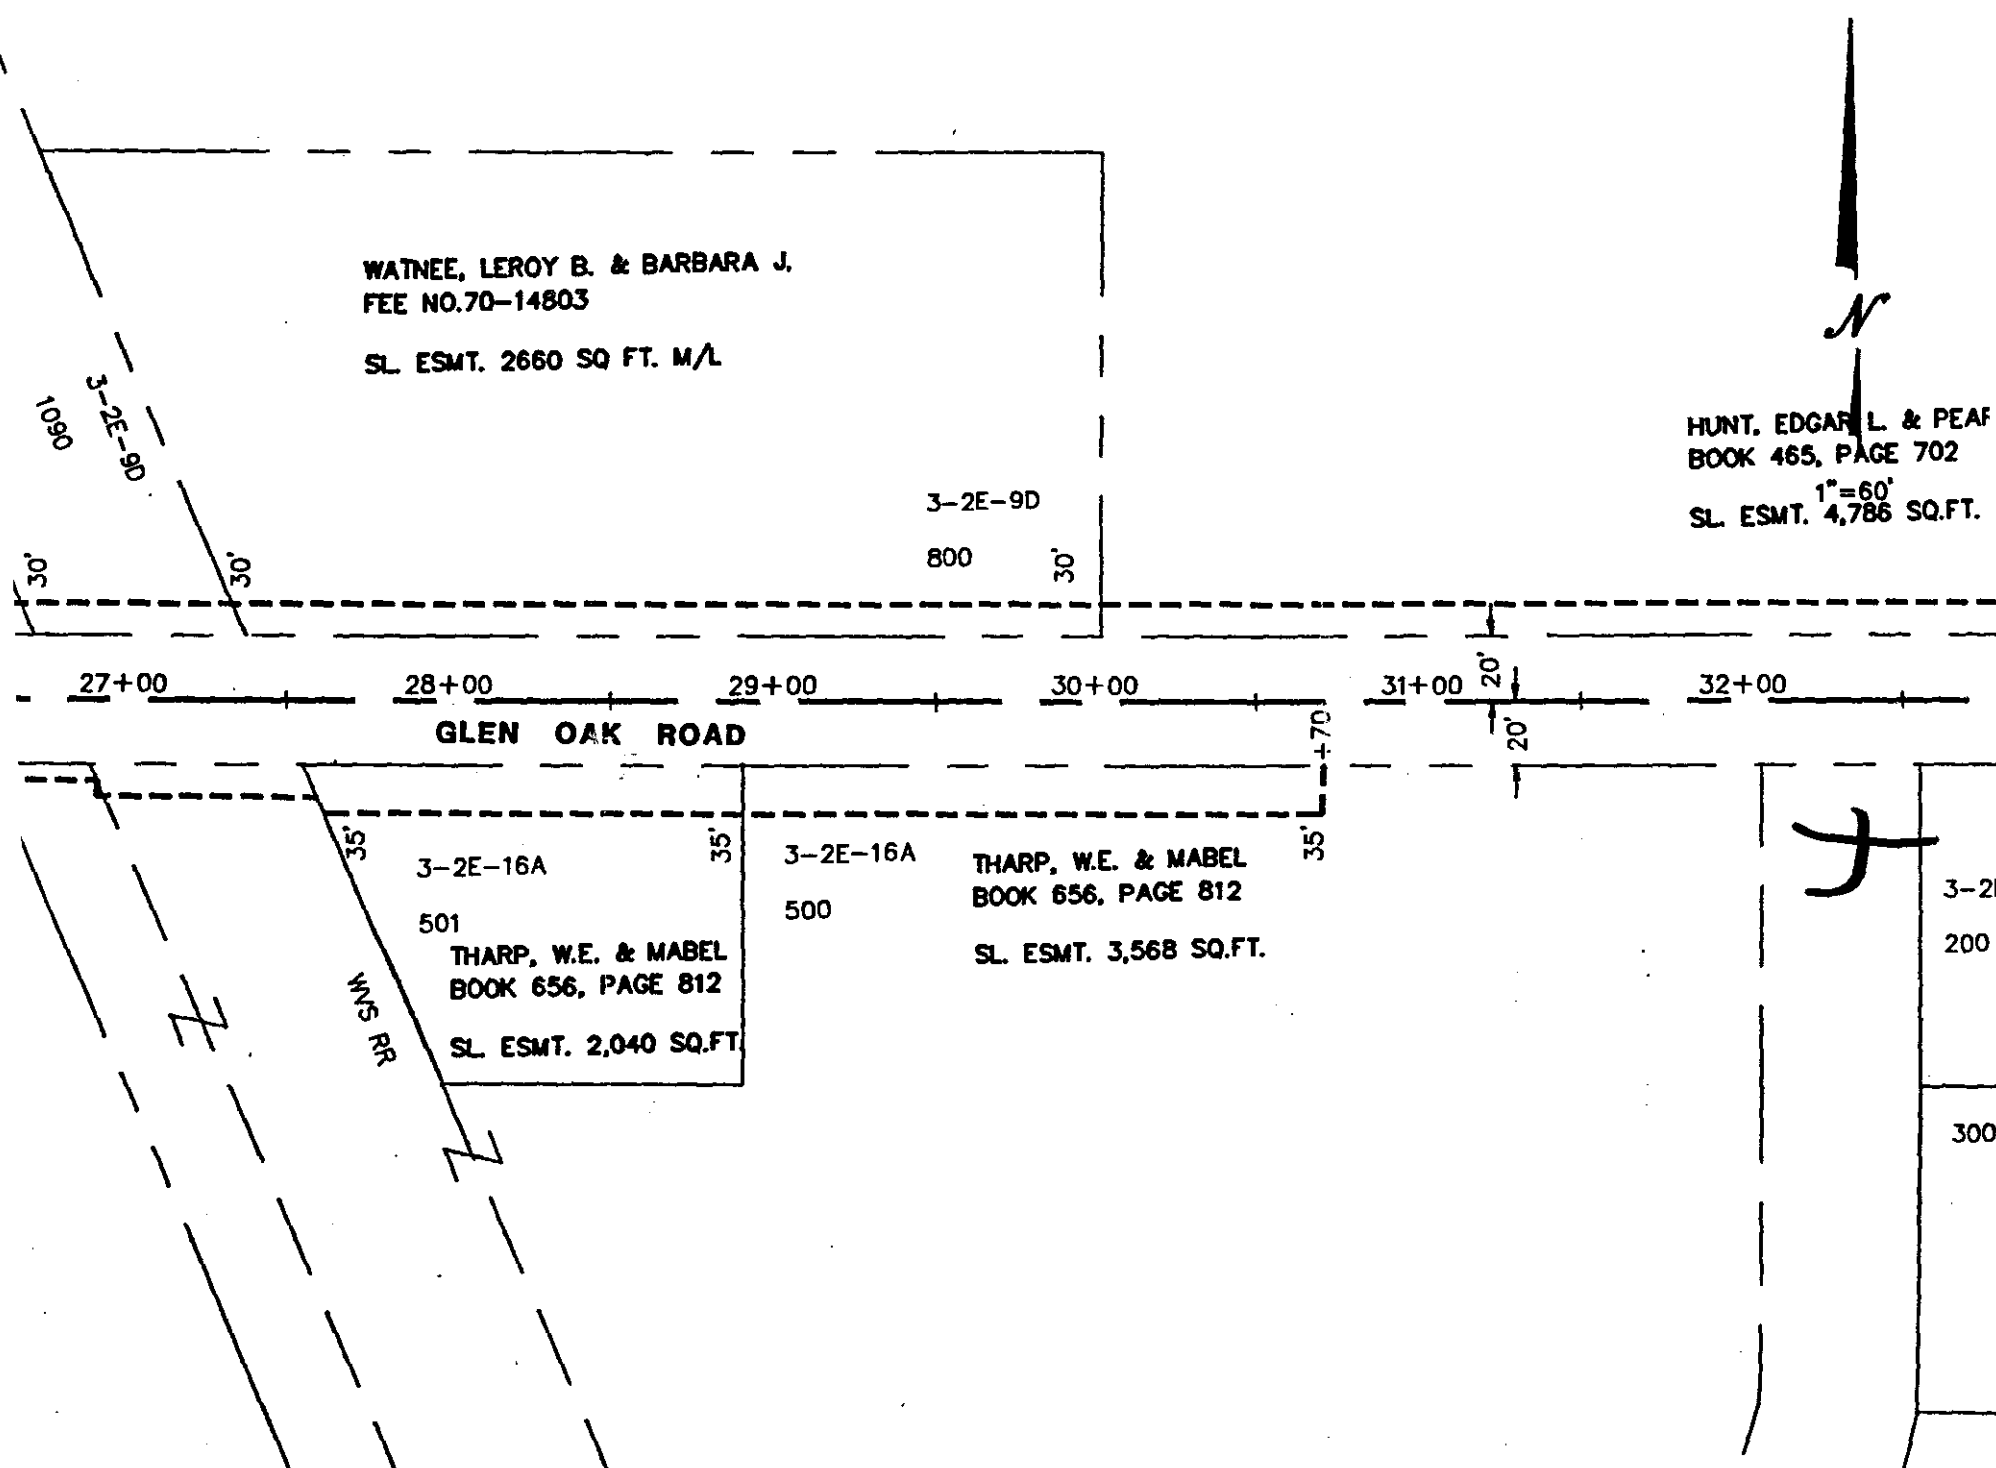 WATNEE, LEROY B. & BARBARA J.
FEE NO.70-14803
SL. ESMT. 2660 SQ FT. M/L
N
3-2E-9D
1090
HUNT, EDGAR L. &
BOOK 465, PAGE 702
1"=60'
SL. ESMT. 4,786 SQ.FT.
3-2E-9D
800
30'
30'
30'
27+00
28+00
29+00
30+00
31+00
20'
32+00
GLEN OAK ROAD
+70
20'
35'
35'
35'
3-2E-16A
501
THARP, W.E. & MABEL
BOOK 656, PAGE 812
SL. ESMT. 2,040 SQ.FT.
3-2E-16A
500
THARP, W.E. & MABEL
BOOK 656, PAGE 812
SL. ESMT. 3,568 SQ.FT.
WVS RR
200
300